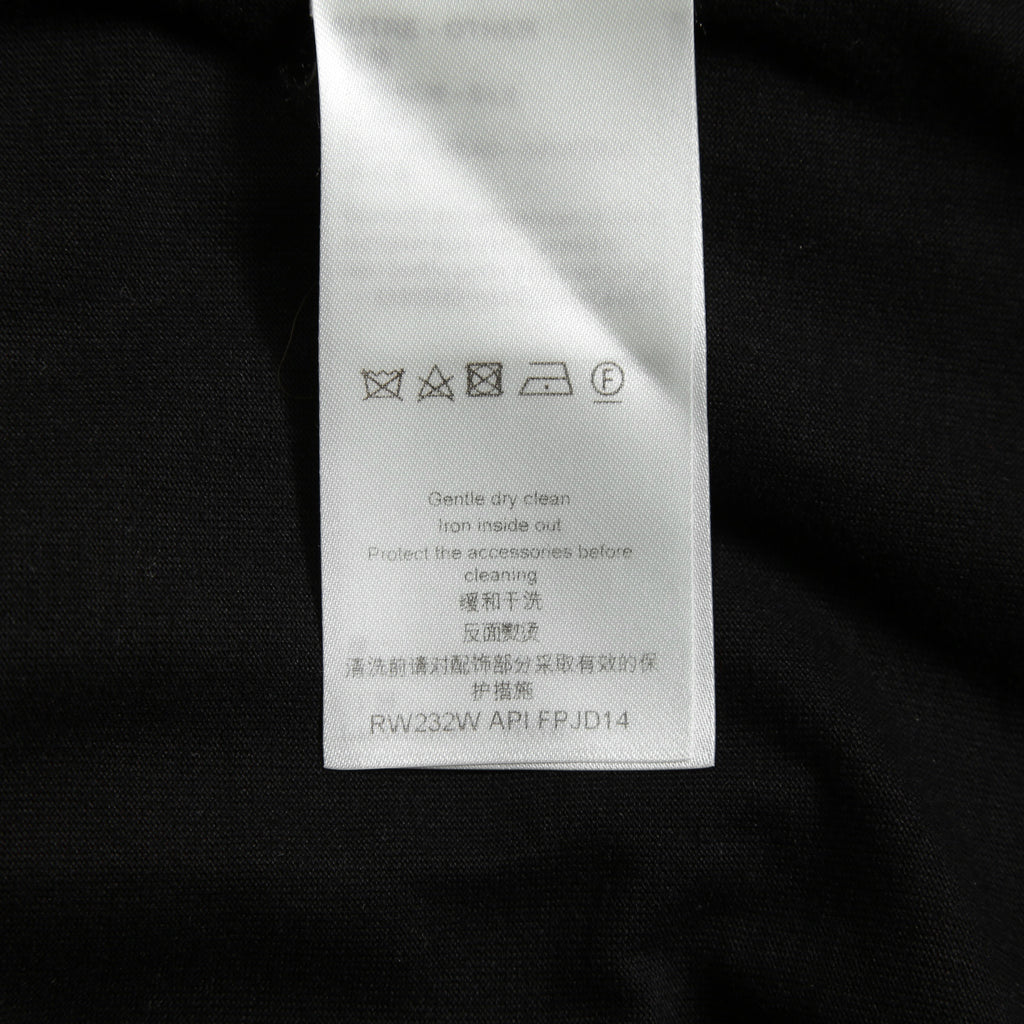 F
Gentle dry clean
Iron inside out
Protect the accessories before
cleaning
缓和干洗
反面熨烫
请洗前请对配饰部分采取有效的保
护措施
RW232W API FPJD14